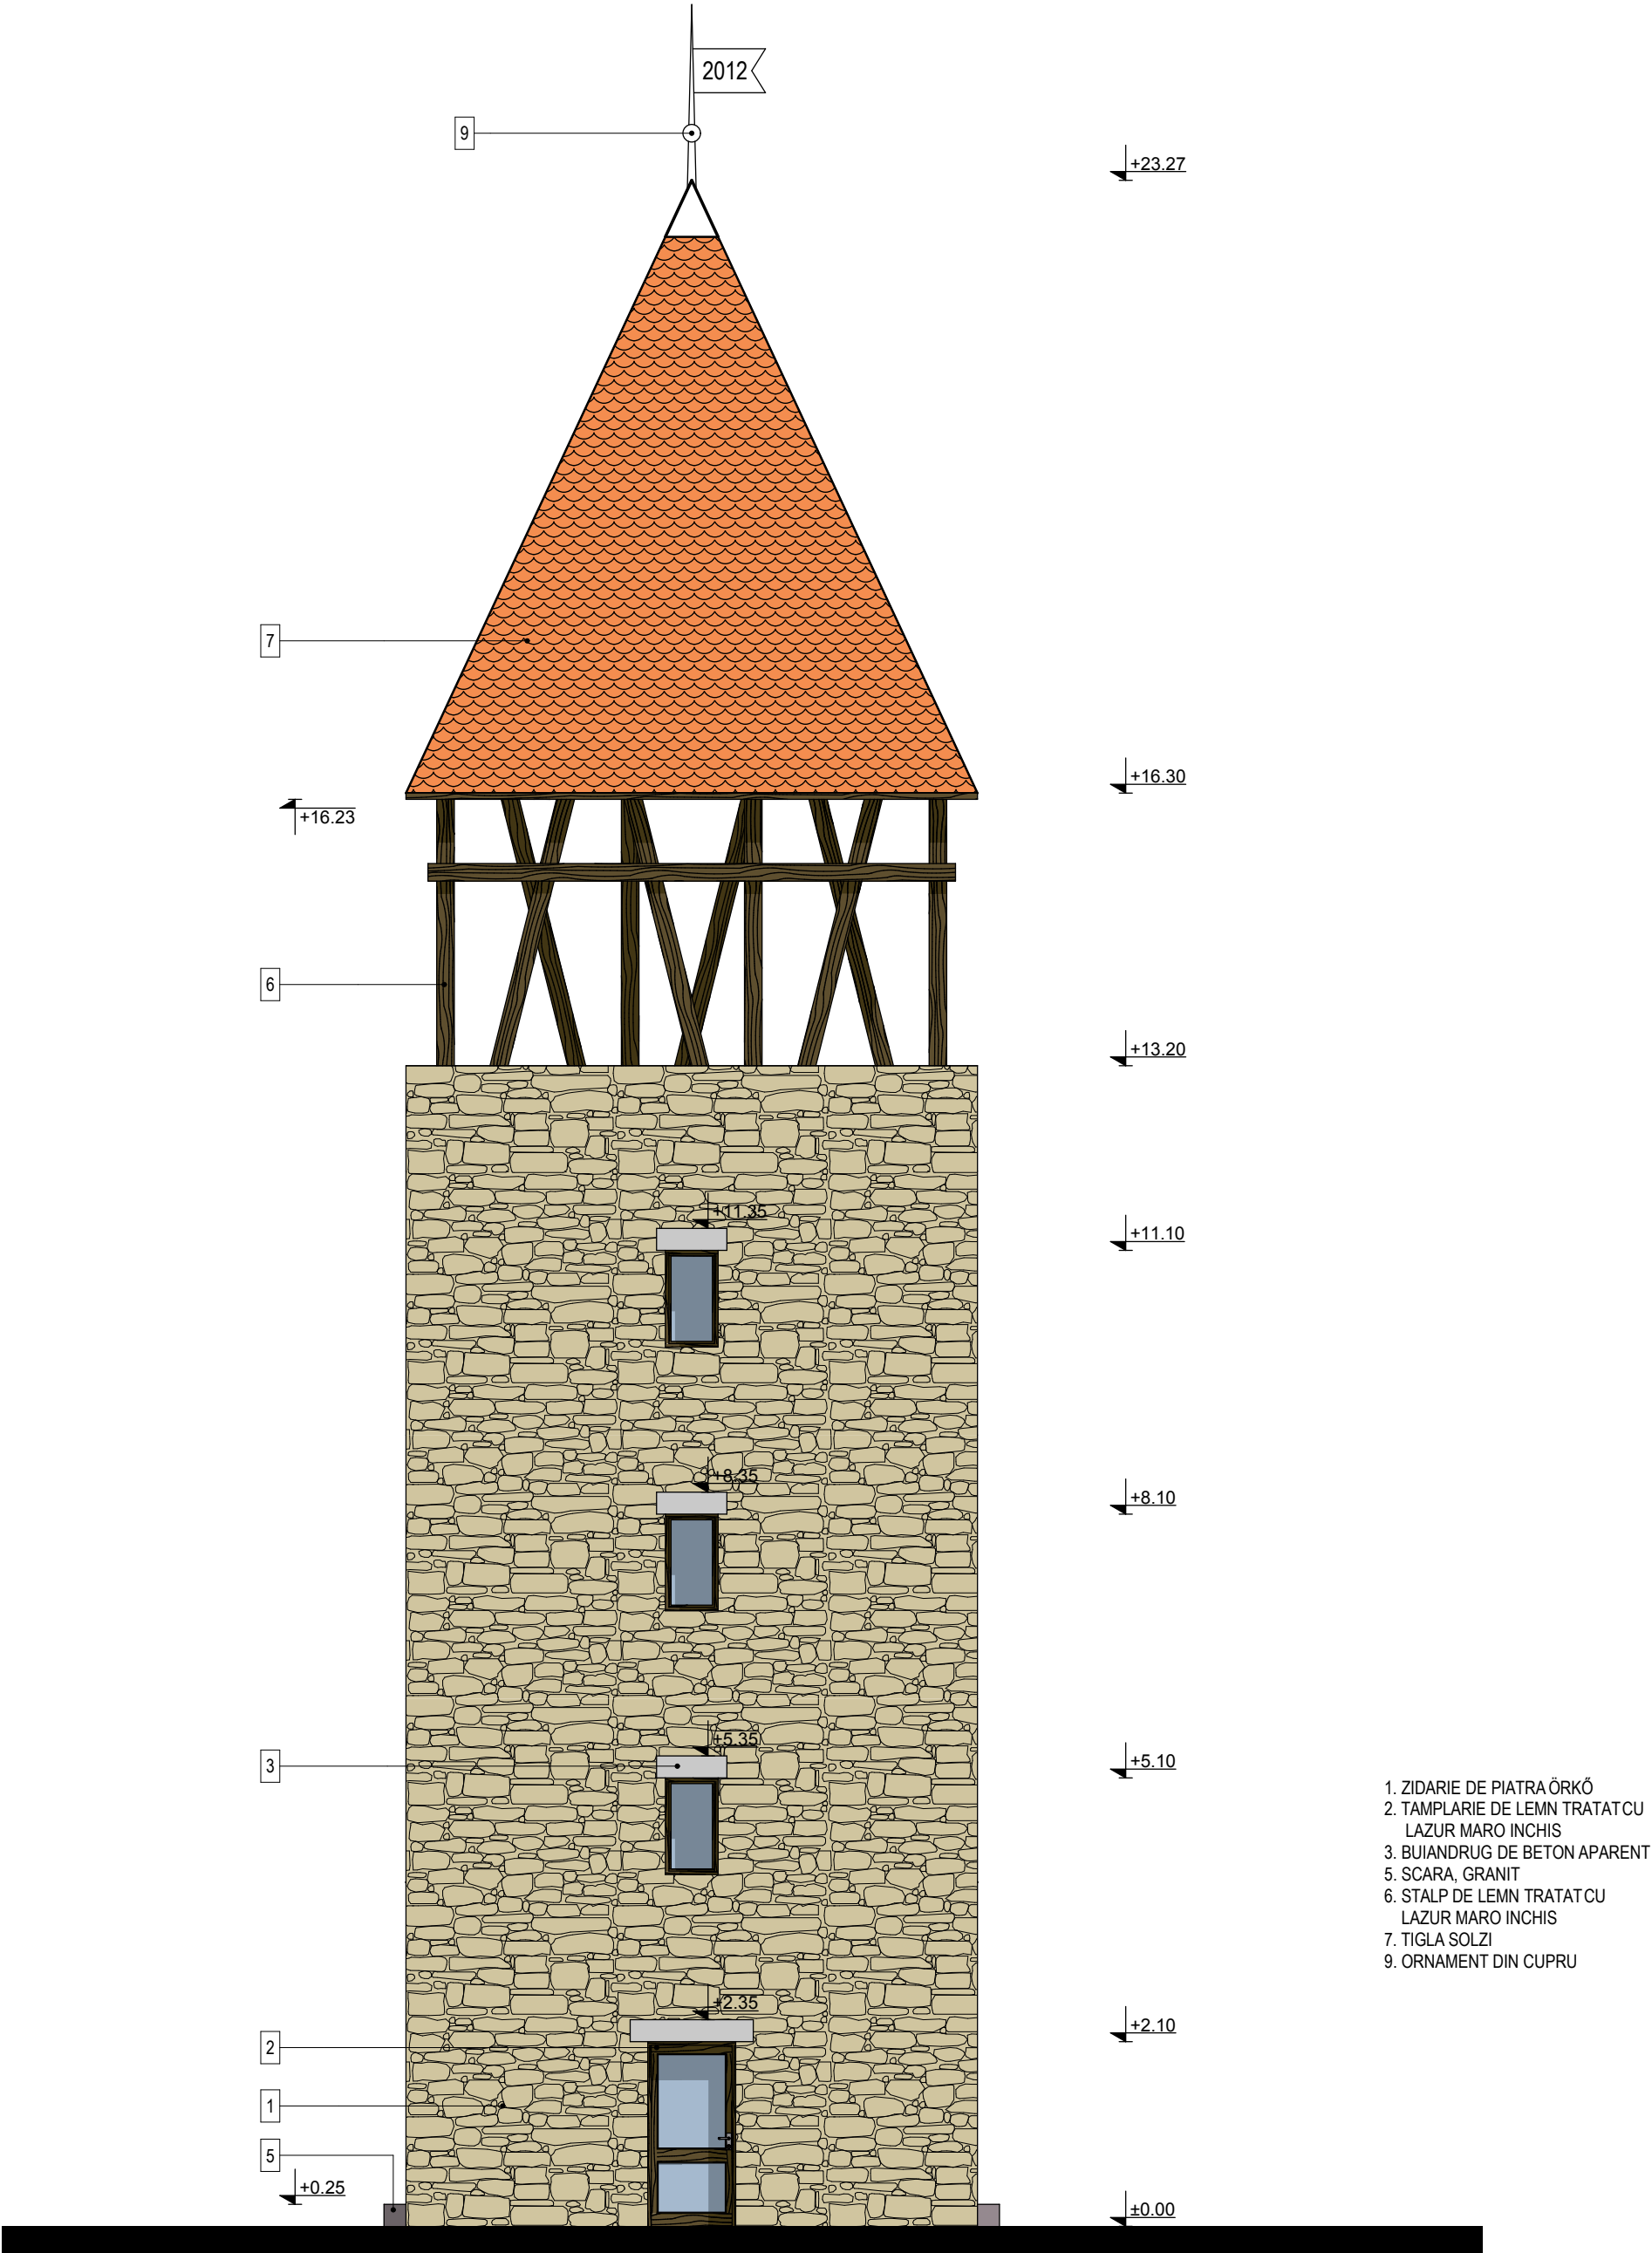 2012
9
+23.27
7
+16.30
+16.23
6
+13.20
+11.35
+11.10
+8.35
+8.10
+5.35
3
+5.10
1. ZIDARIE DE PIATRA ÖRKŐ
2. TAMPLARIE DE LEMN TRATAT CU
LAZUR MARO INCHIS
3. BUIANDRUG DE BETON APARENT
5. SCARA, GRANIT
6. STALP DE LEMN TRATAT CU
LAZUR MARO INCHIS
7. TIGLA SOLZI
9. ORNAMENT DIN CUPRU
+2.35
+2.10
2
1
5
+0.25
±0.00